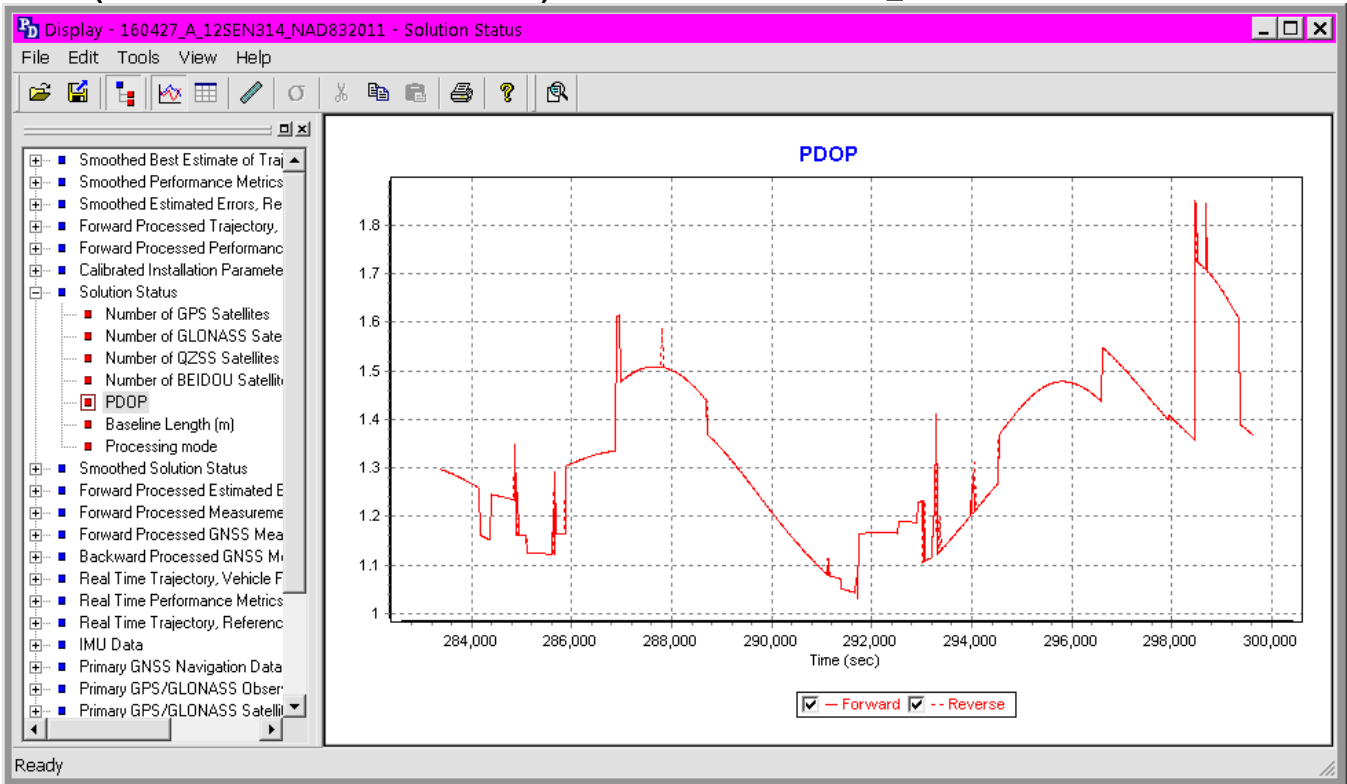 Display - 160427_A_12SEN314_NAD832011 - Solution Status
File Edit Tools View Help
Smoothed Best Estimate of Traj
Smoothed Performance Metrics
Smoothed Estimated Errors, Re
Forward Processed Trajectory,
Forward Processed Performanc
Calibrated Installation Paramete
Solution Status
Number of GPS Satellites
Number of GLONASS Sate
Number of QZSS Satellites
Number of BEIDOU Satellit
PDOP
Baseline Length (m)
Processing mode
Smoothed Solution Status
Forward Processed Estimated E
Forward Processed Measureme
Forward Processed GNSS Mea
Backward Processed GNSS M
Real Time Trajectory, Vehicle F
Real Time Performance Metrics
Real Time Trajectory, Referenc
IMU Data
Primary GNSS Navigation Data
Primary GPS/GLONASS Obser
Primary GPS/GLONASS Satelli
PDOP
1.8
1.7
1.6
1.5
1.4
1.3
1.2
1.1
1
284,000 286,000 288,000 290,000 292,000 294,000 296,000 298,000 300,000
Time (sec)
Forward Reverse
Ready